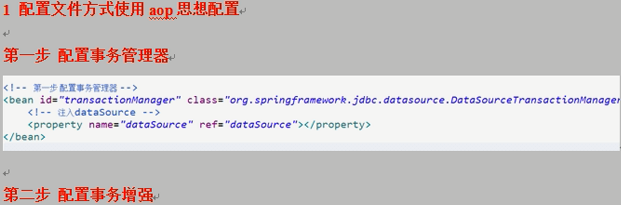 1 配置文件方式使用 aop 思想配置
第一步 配置事务管理器
<!-- 第一步 配置事务管理器 -->
<bean id="transactionManager" class="org.springframework.jdbc.datasource.DataSourceTransactionManager
<!-- 注入dataSource -->
<property name="dataSource" ref="dataSource"></property>
</bean>
第二步 配置事务增强